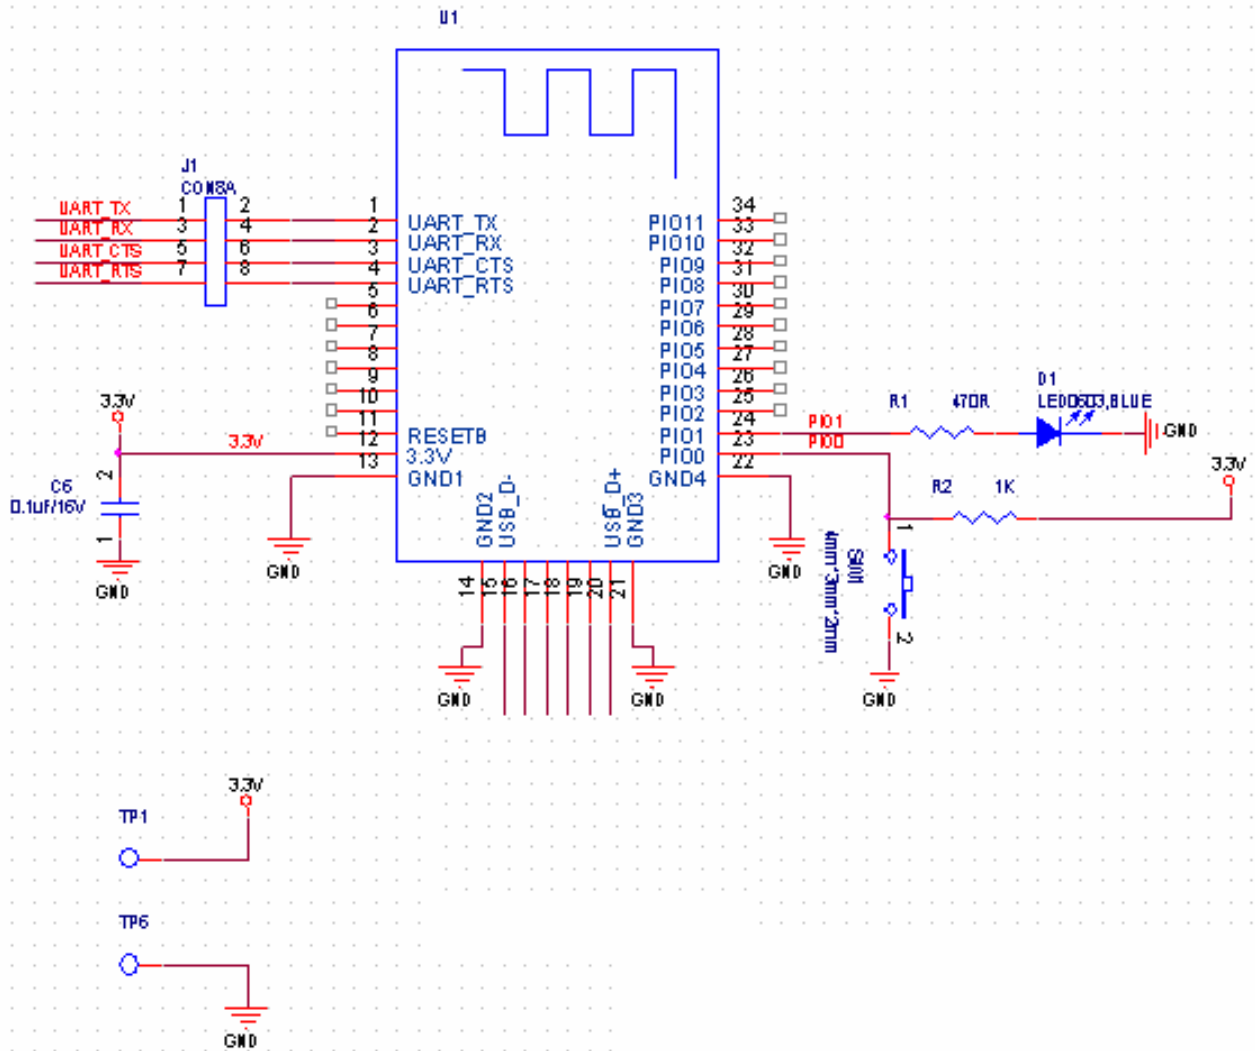 U1
J1
CON8A
UART_TX
UART_RX
UART_CTS
UART_RTS
1
3
5
7
2
4
6
8
1
2
3
4
5
6
7
8
9
10
11
12
13
UART_TX
UART_RX
UART_CTS
UART_RTS
RESETB
3.3V
GND1
34
33
32
31
30
29
28
27
26
25
24
23
22
PIO11
PIO10
PIO9
PIO8
PIO7
PIO6
PIO5
PIO4
PIO3
PIO2
PIO1
PIO0
GND4
GND2
USB_D-
USB_D+
GND3
14
15
16
17
18
19
20
21
3.3V
3.3V
2
C6
0.1uF/16V
1
GND
GND
GND
GND
GND
PIO1
PIO0
R1
470R
D1
LED0603,BLUE
GND
3.3V
R2
1K
1
4mm*3mm*2mm
2
GND
3.3V
TP1
TP6
GND